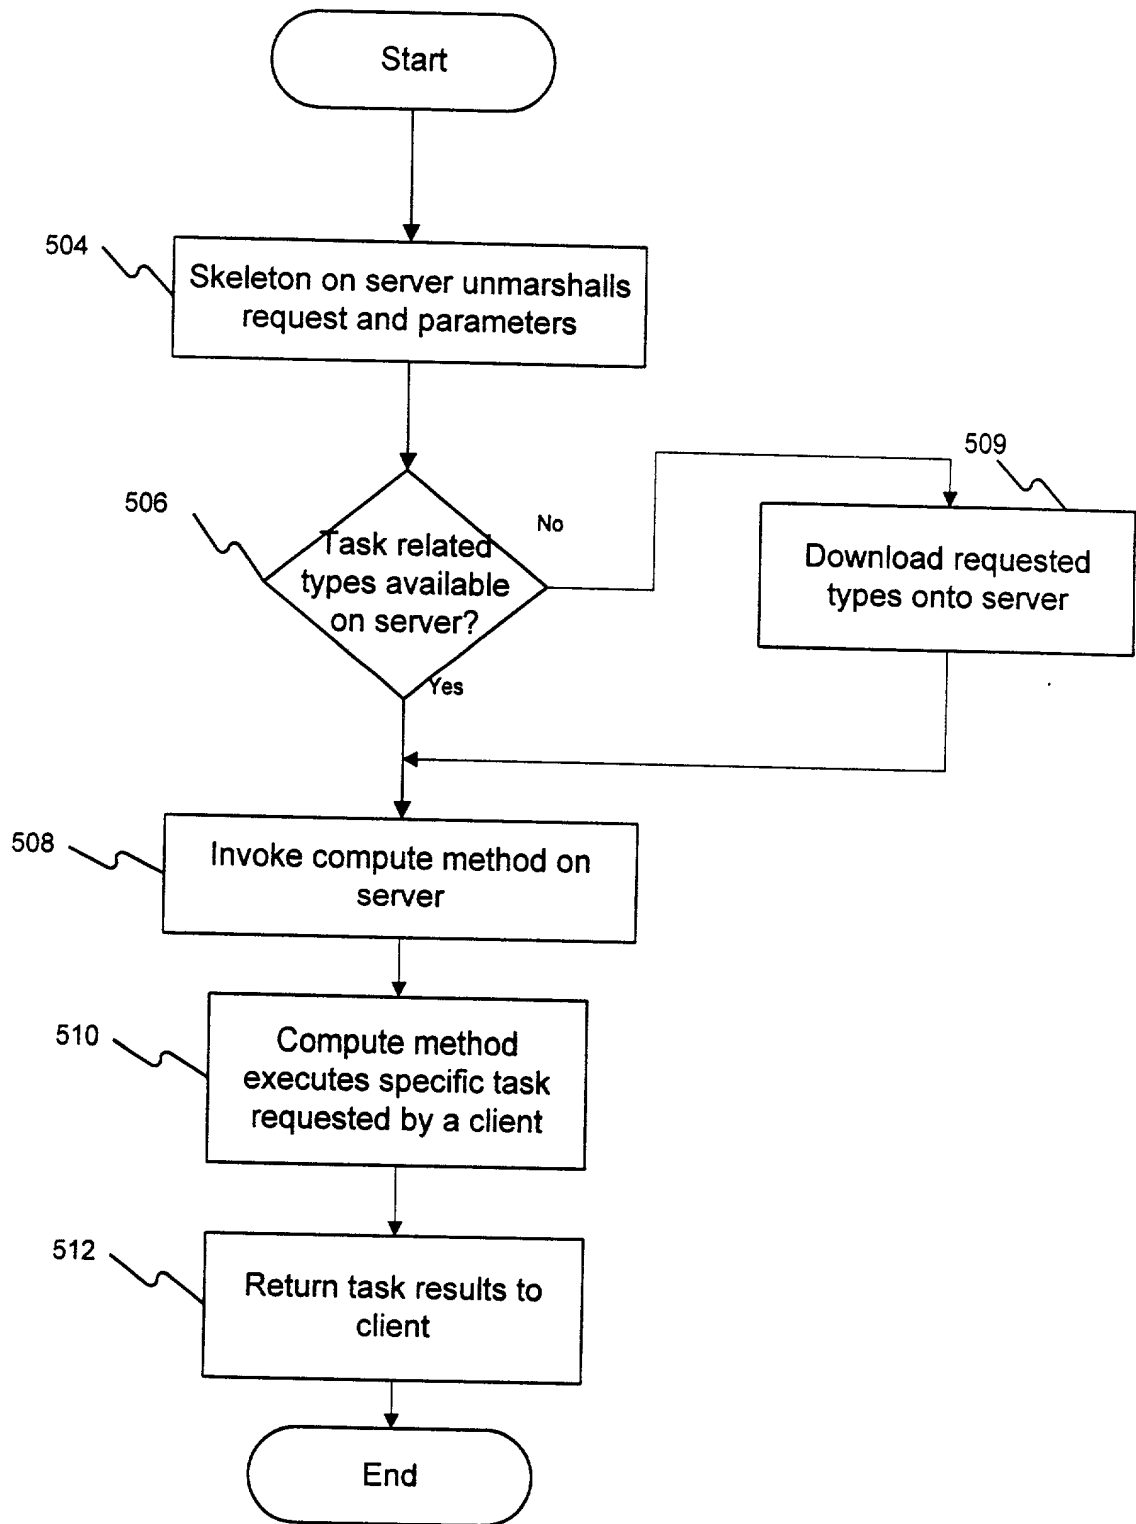 Start
504
Skeleton on server unmarshalls
request and parameters
509
506
No
Task related
types available
on server?
Download requested
types onto server
Yes
508
Invoke compute method on
server
510
Compute method
executes specific task
requested by a client
512
Return task results to
client
End